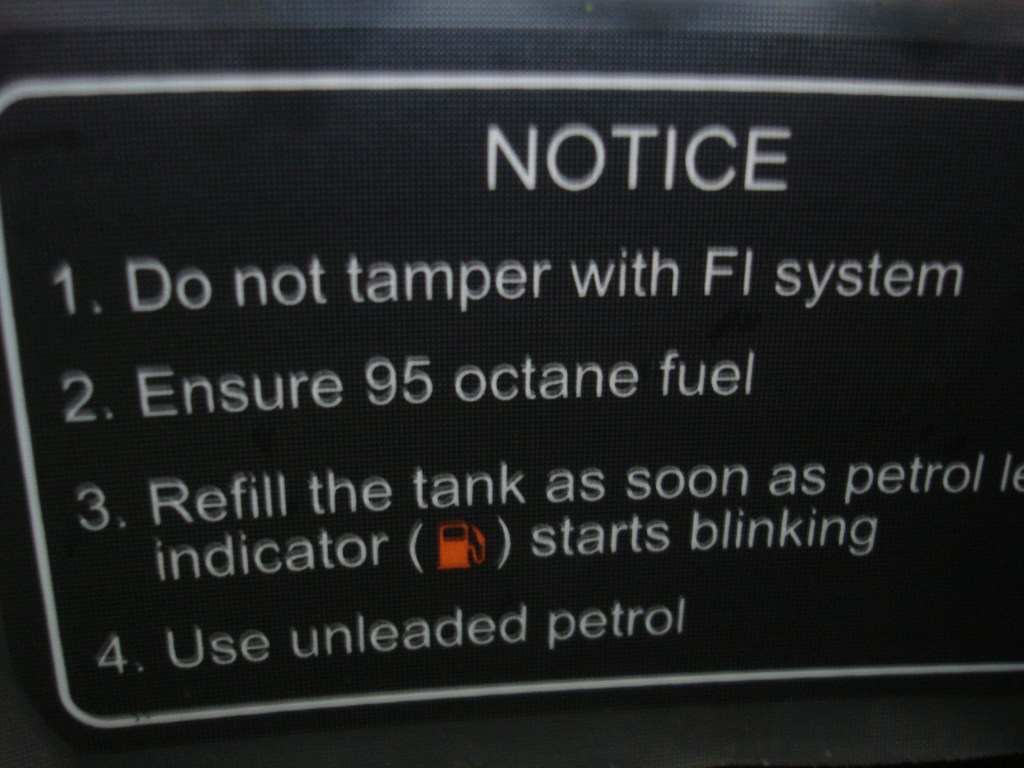 NOTICE
1. Do not tamper with FI system
2. Ensure 95 octane fuel
3. Refill the tank as soon as petrol
indicator ( ) starts blinking
4. Use unleaded petrol